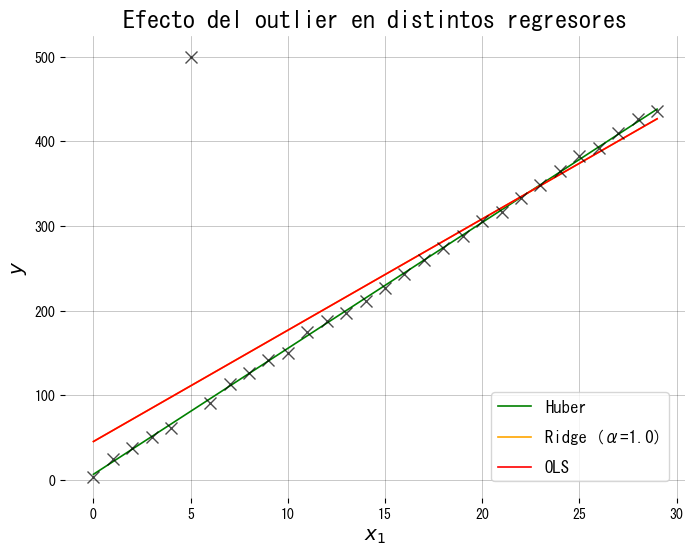 Efecto del outlier en distintos regresores
500
400
300
200
100
0
y
0 5 10 15 20 25 30
x₁
Huber
Ridge (α=1.0)
OLS